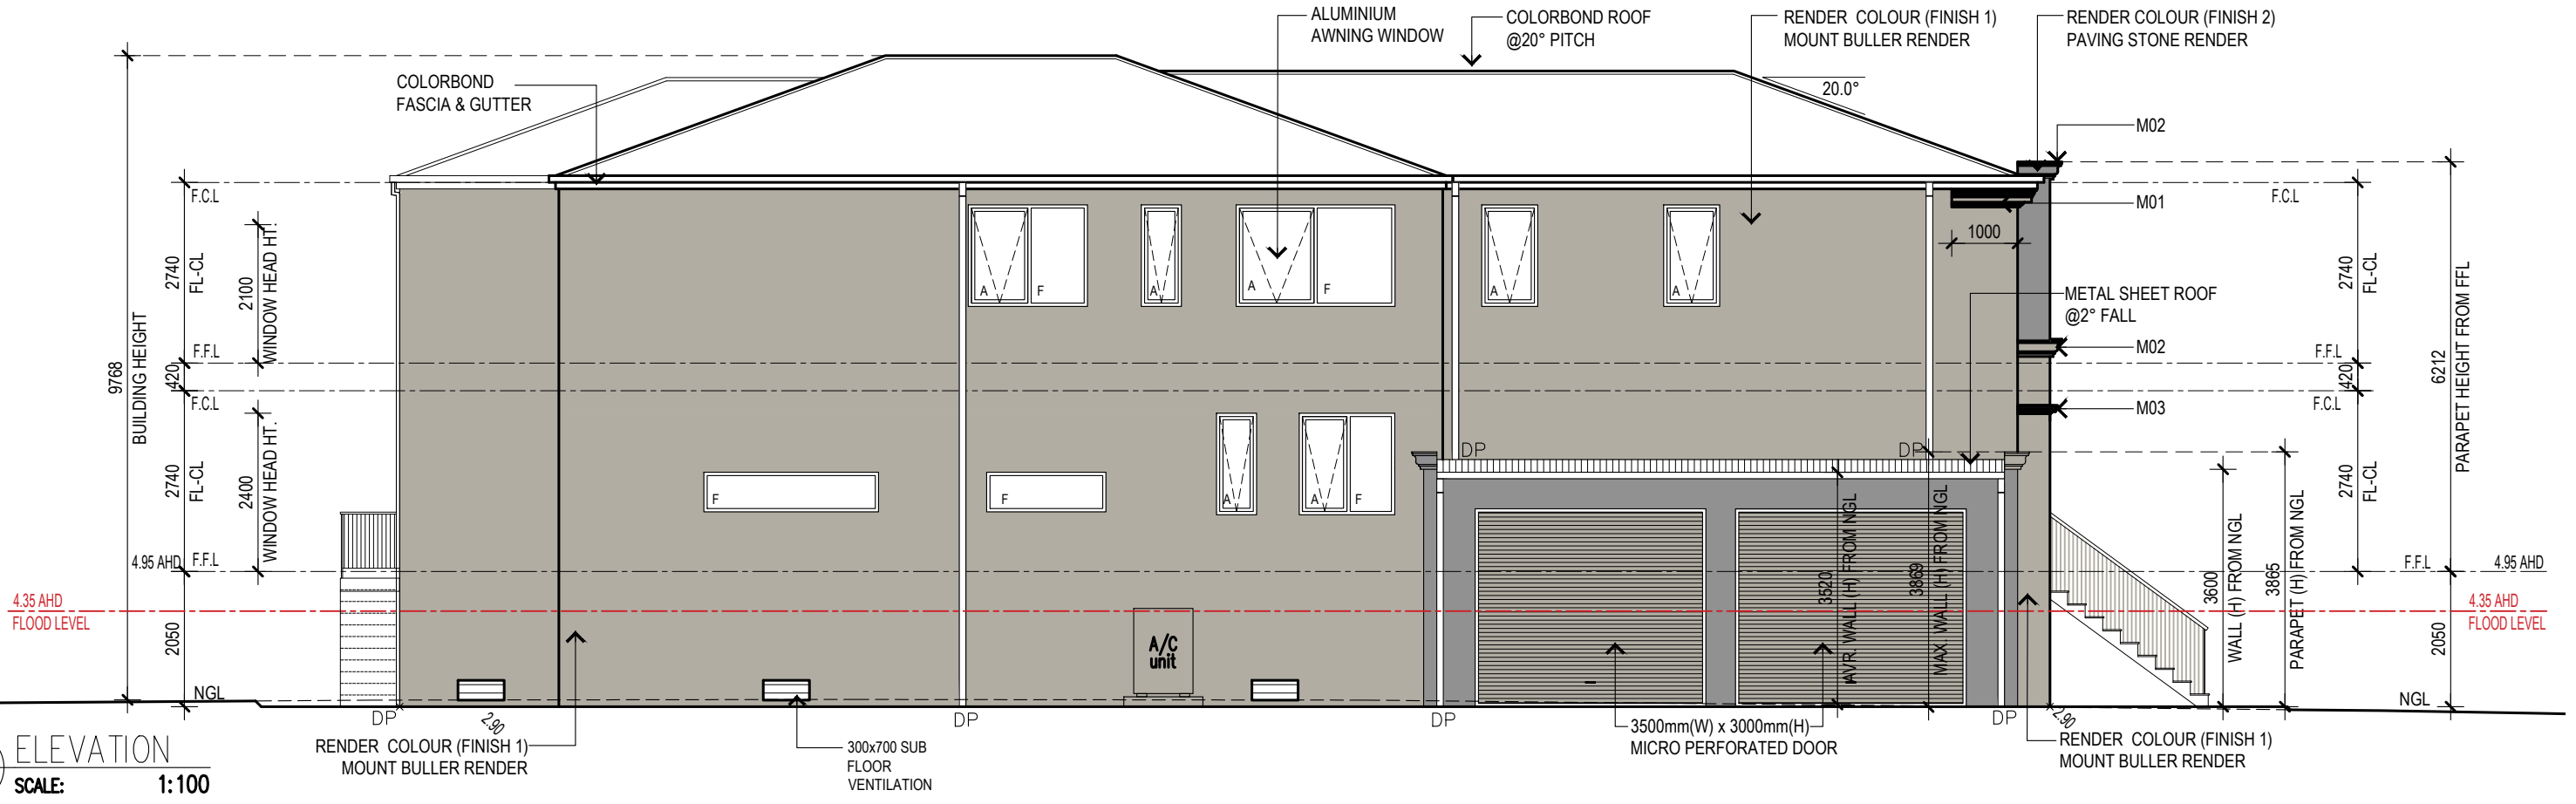 ALUMINIUM
AWNING WINDOW
COLORBOND ROOF
@20° PITCH
RENDER COLOUR (FINISH 1)
MOUNT BULLER RENDER
RENDER COLOUR (FINISH 2)
PAVING STONE RENDER
COLORBOND
FASCIA & GUTTER
20.0°
M02
M01
1000
METAL SHEET ROOF
@2° FALL
M02
M03
9768
BUILDING HEIGHT
F.C.L
2740
FL-CL
2100
WINDOW HEAD HT.
F.F.L
420
F.C.L
2740
FL-CL
2400
WINDOW HEAD HT.
4.95 AHD
F.F.L
4.35 AHD
FLOOD LEVEL
2050
NGL
A
F
A
A
F
A
A
F
F
A
A
F
DP
DP
A/C
unit
3520
AVR. WALL (H) FROM NGL
3869
MAX. WALL (H) FROM NGL
F.C.L
2740
FL-CL
F.F.L
420
F.C.L
2740
FL-CL
6212
PARAPET HEIGHT FROM FFL
3600
WALL (H) FROM NGL
3865
PARAPET (H) FROM NGL
F.F.L
4.95 AHD
4.35 AHD
FLOOD LEVEL
2050
NGL
DP
2.90
DP
DP
DP
2.90
RENDER COLOUR (FINISH 1)
MOUNT BULLER RENDER
300x700 SUB
FLOOR
VENTILATION
3500mm(W) x 3000mm(H)
MICRO PERFORATED DOOR
RENDER COLOUR (FINISH 1)
MOUNT BULLER RENDER
ELEVATION
SCALE: 1:100